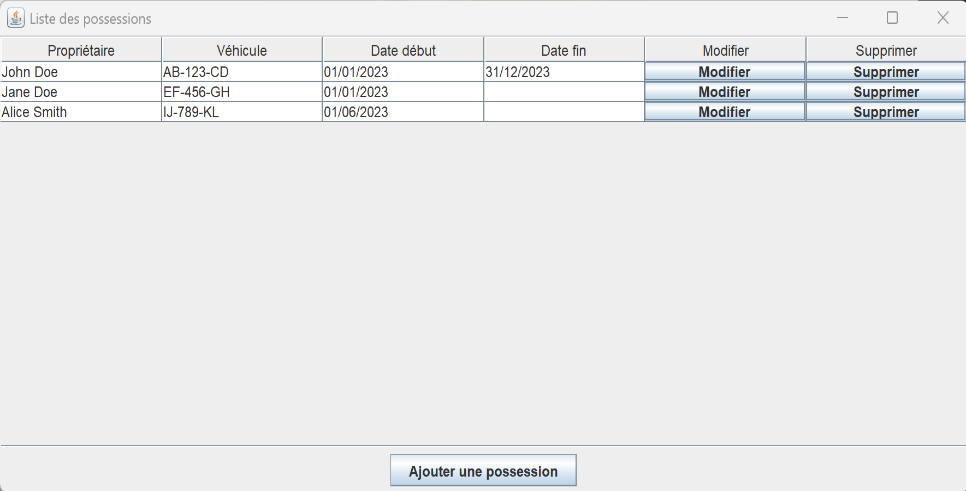 Liste des possessions
Propriétaire Véhicule Date début Date fin Modifier Supprimer
John Doe AB-123-CD 01/01/2023 31/12/2023 Modifier Supprimer
Jane Doe EF-456-GH 01/01/2023 Modifier Supprimer
Alice Smith IJ-789-KL 01/06/2023 Modifier Supprimer
Ajouter une possession